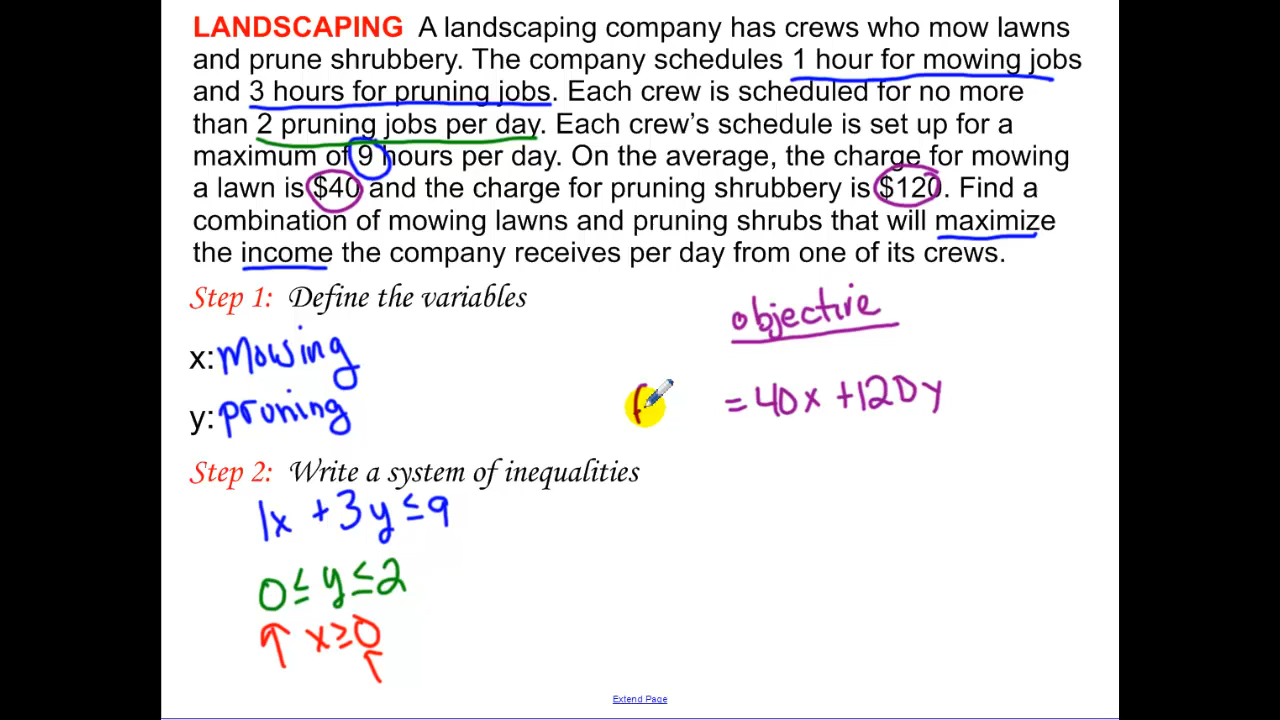 LANDSCAPING A landscaping company has crews who mow lawns
and prune shrubbery. The company schedules 1 hour for mowing jobs
and 3 hours for pruning jobs. Each crew is scheduled for no more
than 2 pruning jobs per day. Each crew's schedule is set up for a
maximum of 9 hours per day. On the average, the charge for mowing
a lawn is $40 and the charge for pruning shrubbery is $120. Find a
combination of mowing lawns and pruning shrubs that will maximize
the income the company receives per day from one of its crews.
Step 1: Define the variables
objective
x: Mowing
f = 40x + 120y
y: pruning
Step 2: Write a system of inequalities
1x + 3y ≤ 9
0 ≤ y ≤ 2
↑ x ≥ 0
↑
Extend Page